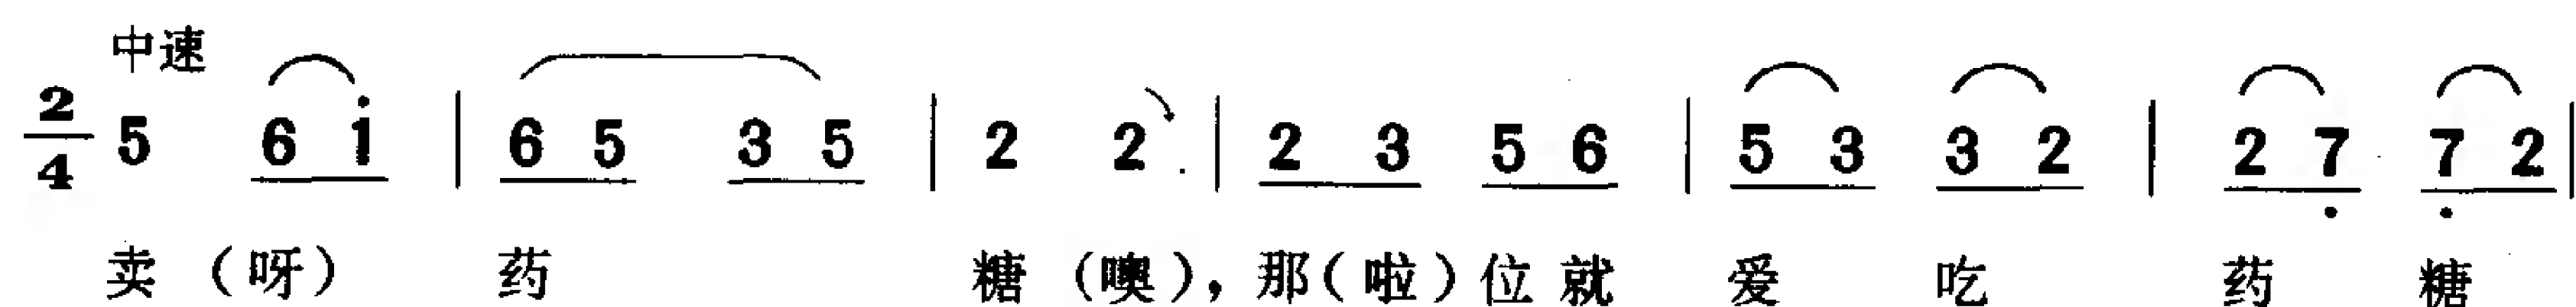 中速
2/4 5 6 i | 6 5 3 5 | 2 2 | 2 3 5 6 | 5 3 3 2 | 2 7 7 2 |
卖（呀）药糖（噢），那（啦）位就爱吃药糖